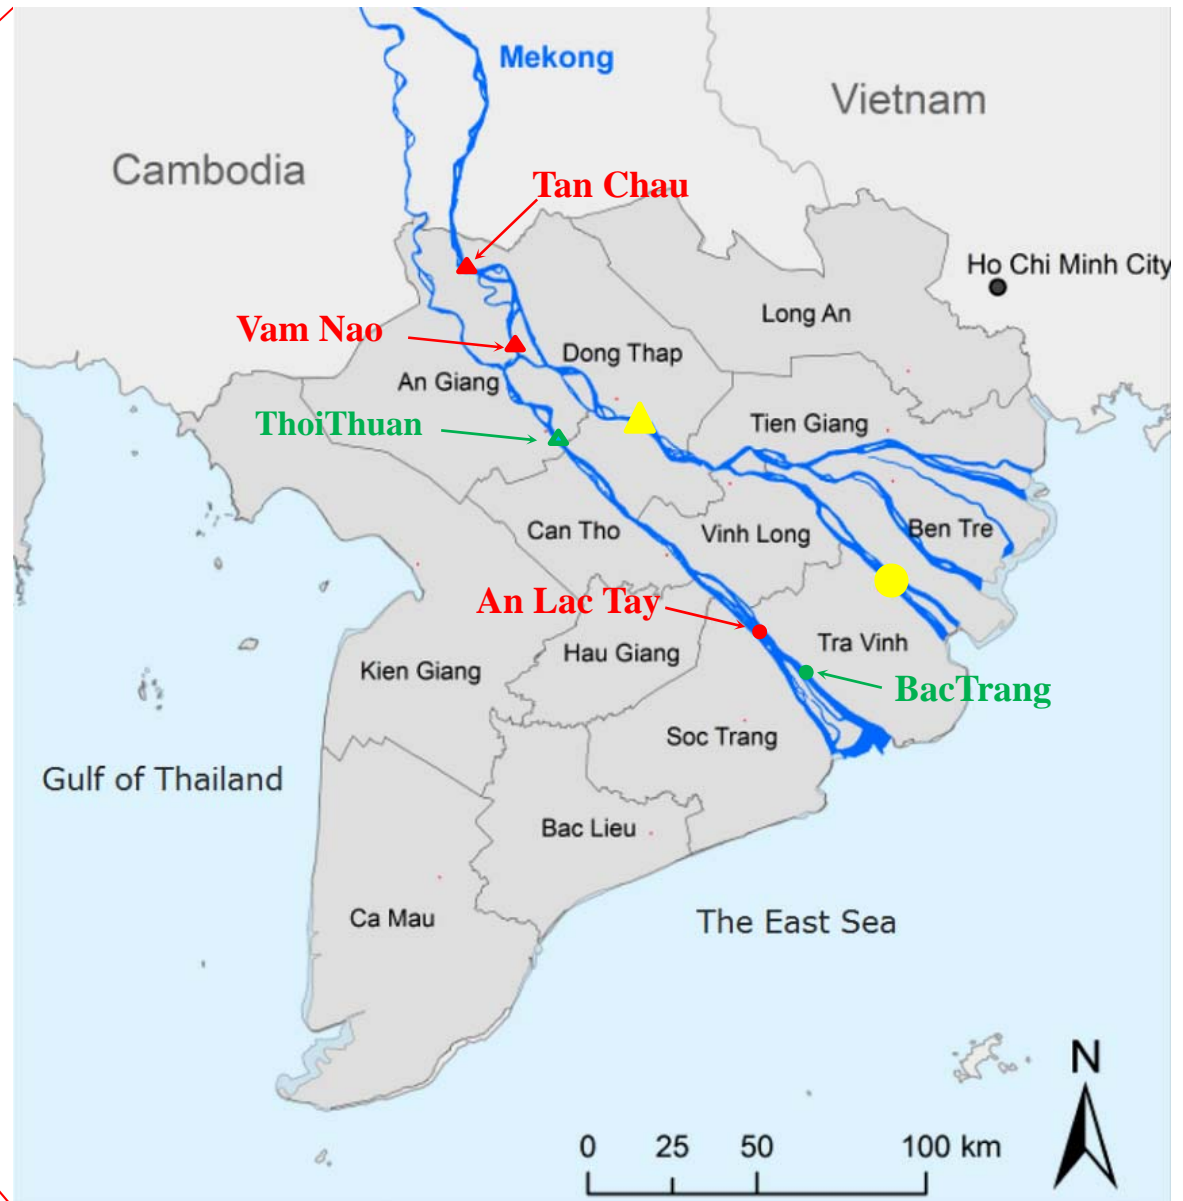 Mekong
Vietnam
Cambodia
Tan Chau
Ho Chi Minh City
Long An
Vam Nao
Dong Thap
An Giang
Tien Giang
ThoiThuan
Can Tho
Vinh Long
Ben Tre
An Lac Tay
Tra Vinh
Hau Giang
Kien Giang
BacTrang
Soc Trang
Gulf of Thailand
Bac Lieu
Ca Mau
The East Sea
N
0 25 50 100 km